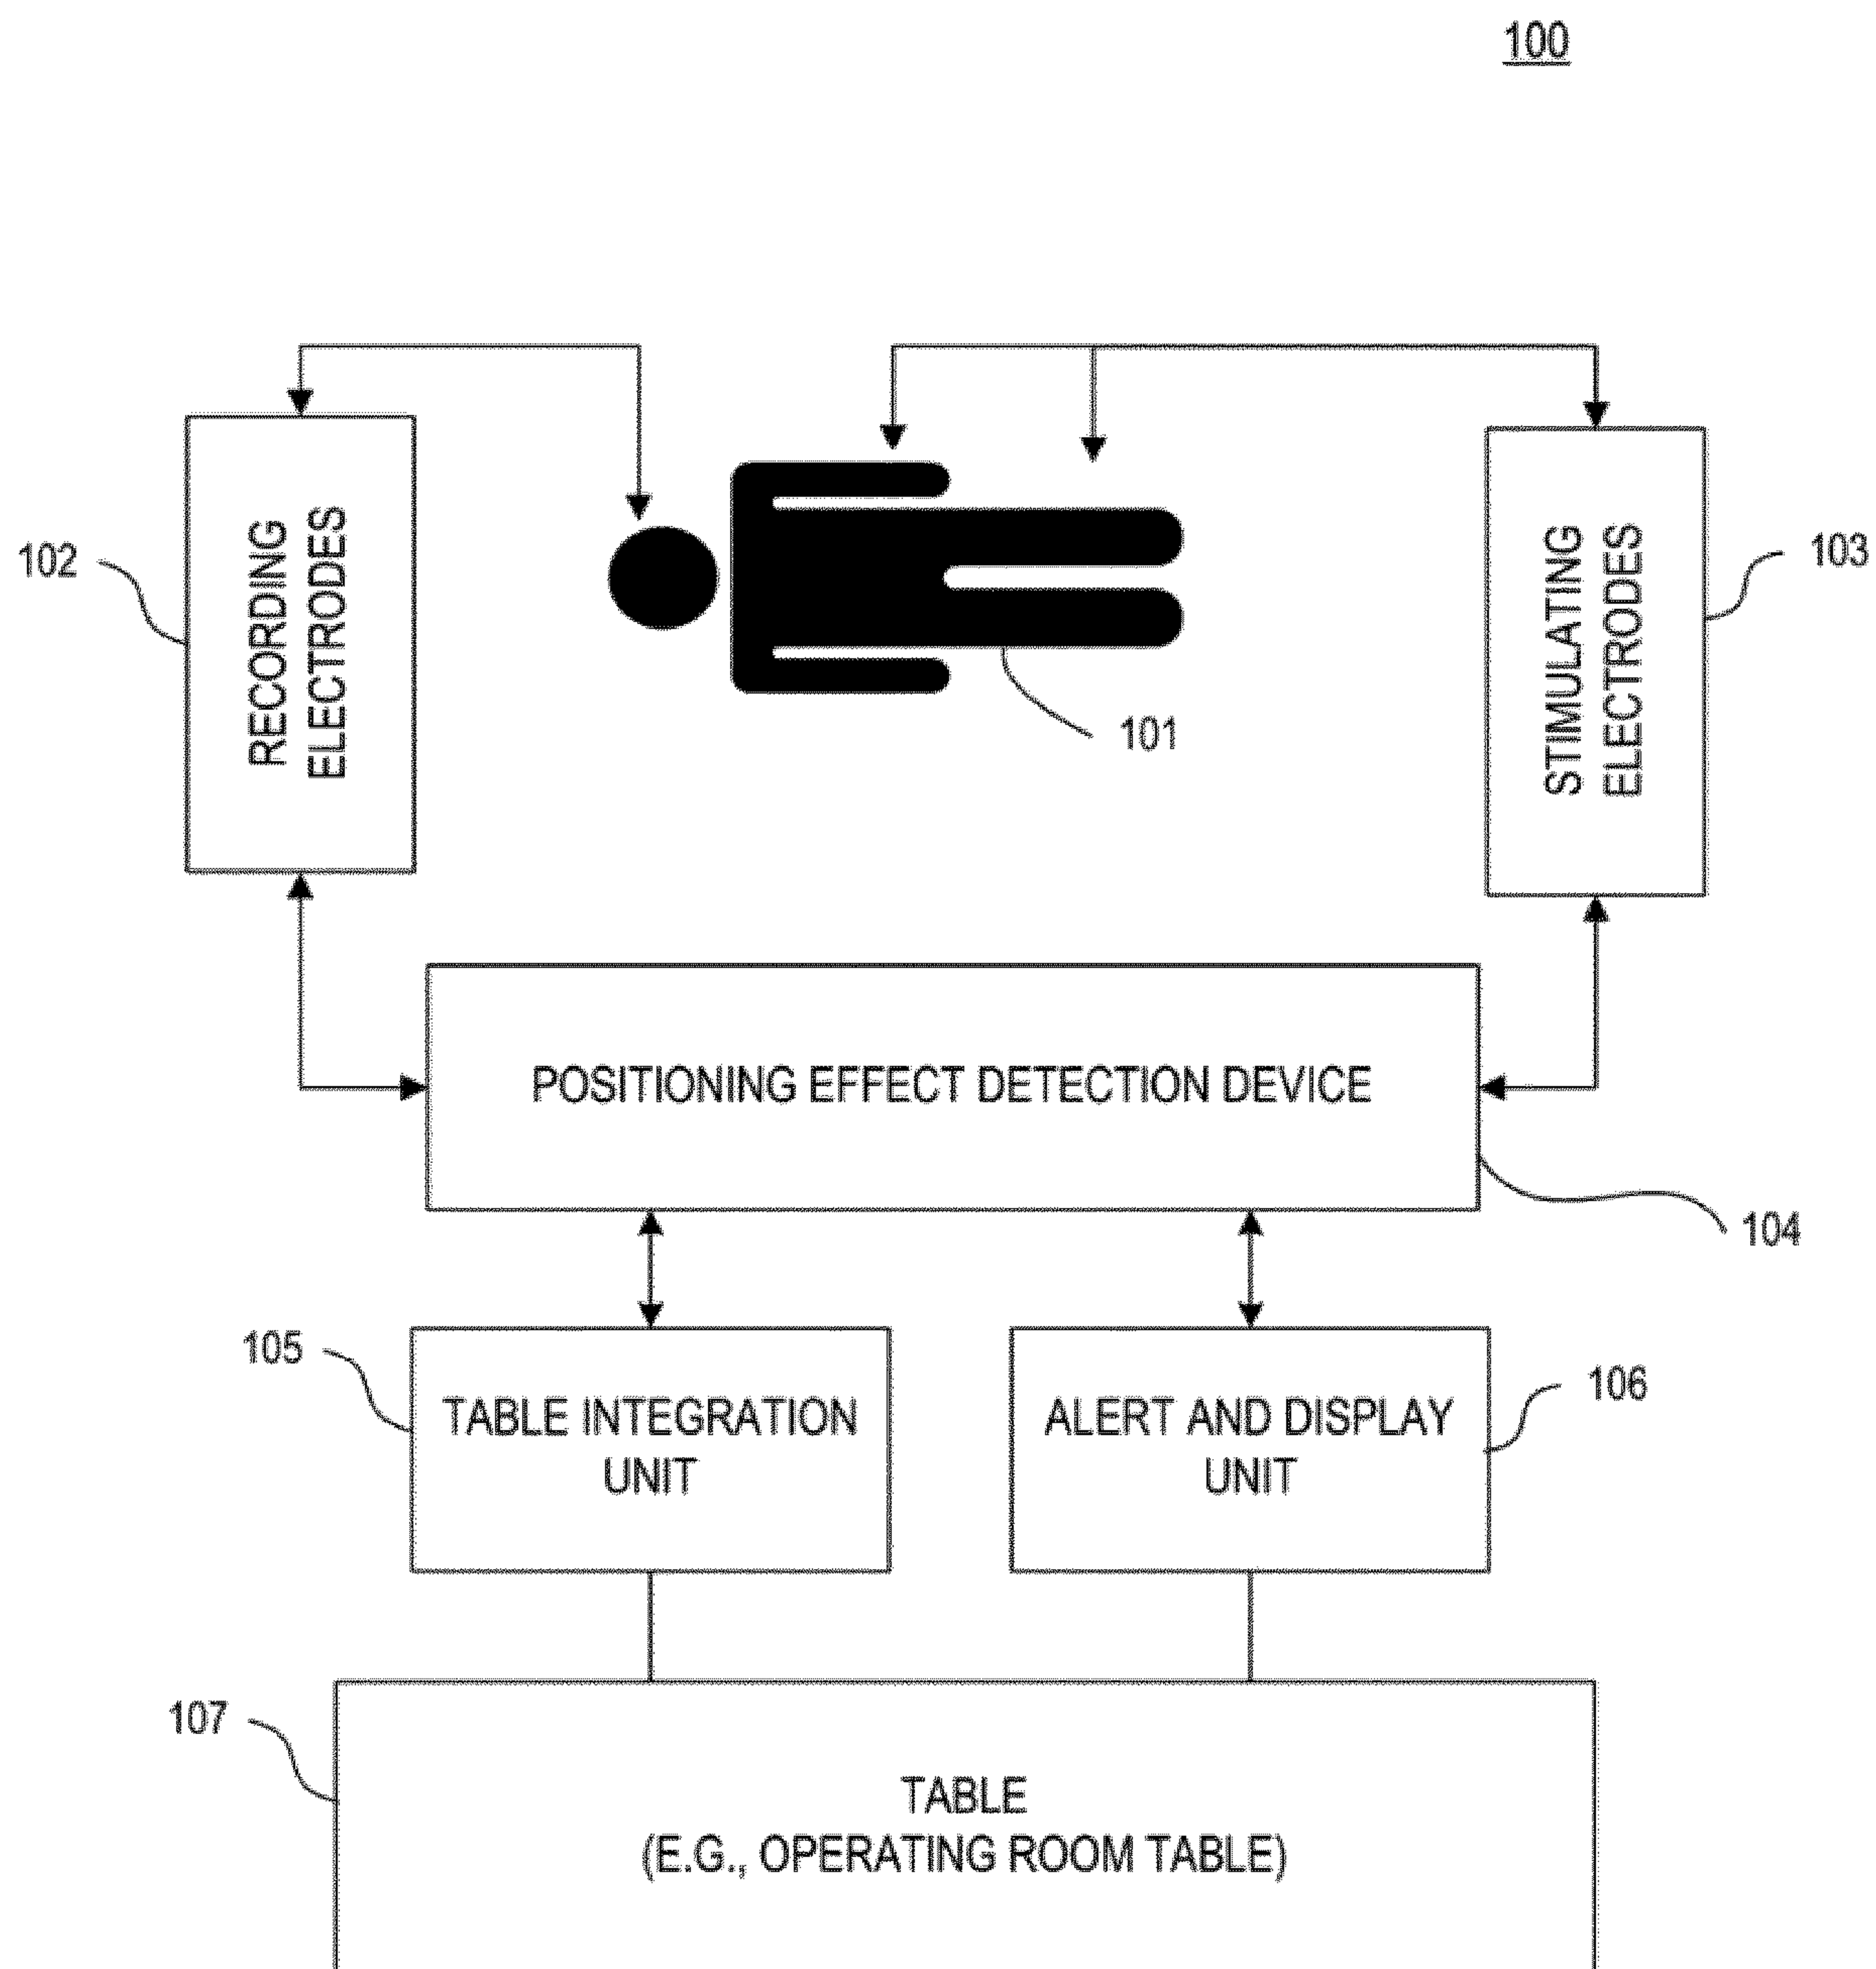 100
102
RECORDING
ELECTRODES
101
STIMULATING
ELECTRODES
103
POSITIONING EFFECT DETECTION DEVICE
104
105
TABLE INTEGRATION
UNIT
ALERT AND DISPLAY
UNIT
106
107
TABLE
(E.G., OPERATING ROOM TABLE)